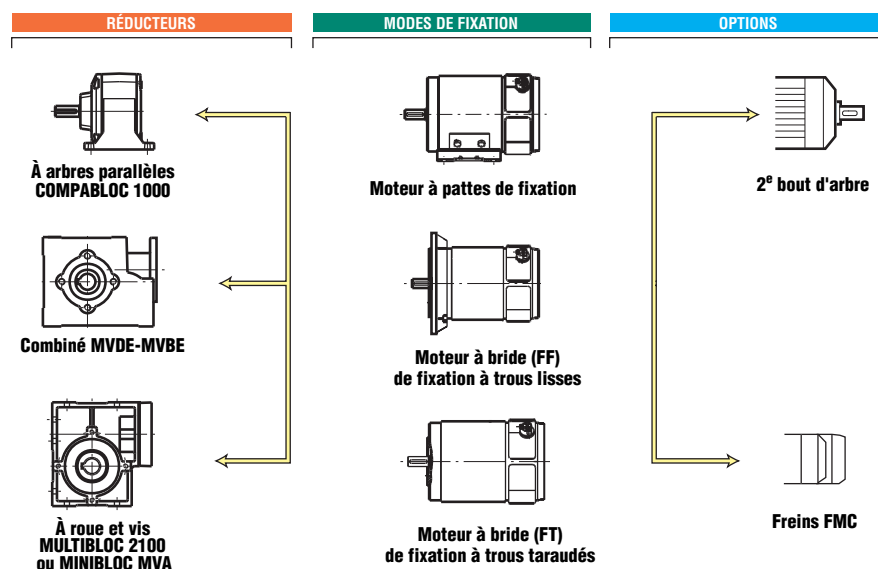 RÉDUCTEURS
MODES DE FIXATION
OPTIONS
À arbres parallèles
COMPABLOC 1000
Moteur à pattes de fixation
2e bout d'arbre
Combiné MVDE-MVBE
Moteur à bride (FF)
de fixation à trous lisses
À roue et vis
MULTIBLOC 2100
ou MINIBLOC MVA
Moteur à bride (FT)
de fixation à trous taraudés
Freins FMC